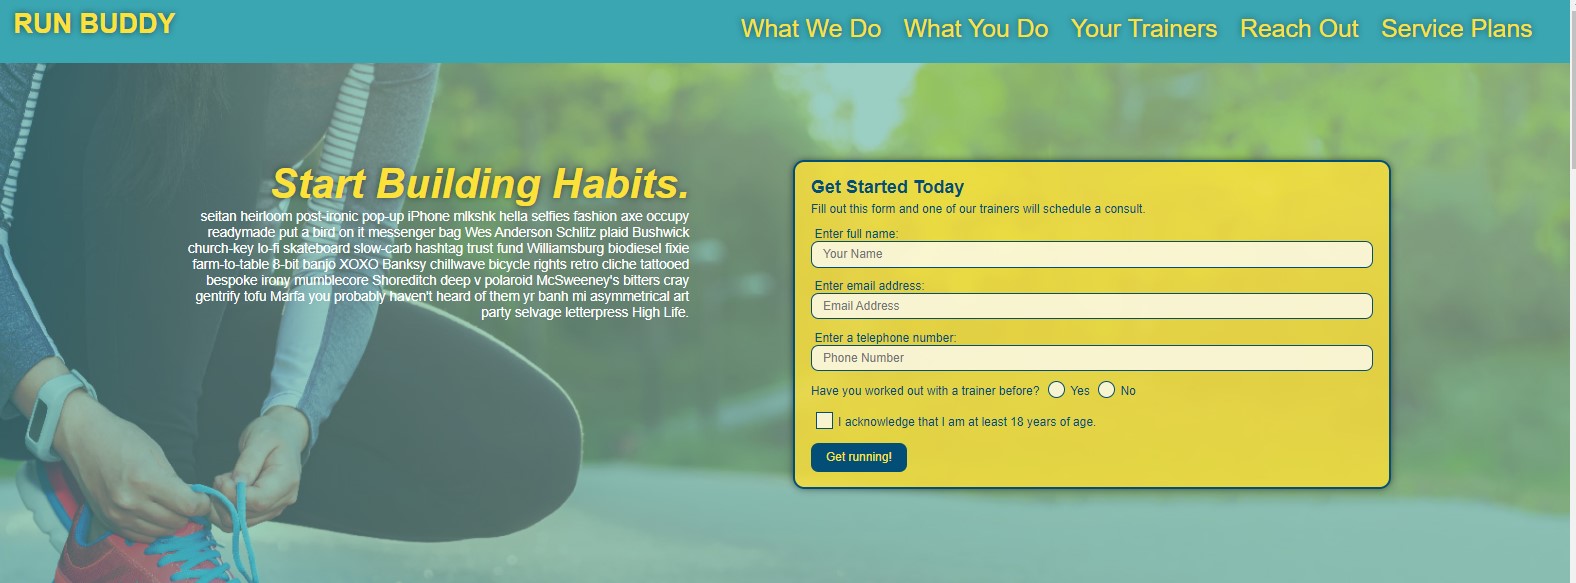 RUN BUDDY
What We Do What You Do Your Trainers Reach Out Service Plans
Start Building Habits.
seitan heirloom post-ironic pop-up iPhone mlkshk hella selfies fashion axe occupy
readymade put a bird on it messenger bag Wes Anderson Schlitz plaid Bushwick
church-key lo-fi skateboard slow-carb hashtag trust fund Williamsburg biodiesel fixie
farm-to-table 8-bit banjo XOXO Banksy chillwave bicycle rights retro cliche tattooed
bespoke irony mumblecore Shoreditch deep v polaroid McSweeney's bitters cray
gentrify tofu Marfa you probably haven't heard of them yr banh mi asymmetrical art
party selvage letterpress High Life.
Get Started Today
Fill out this form and one of our trainers will schedule a consult.
Enter full name:
Your Name
Enter email address:
Email Address
Enter a telephone number:
Phone Number
Have you worked out with a trainer before? Yes No
I acknowledge that I am at least 18 years of age.
Get running!